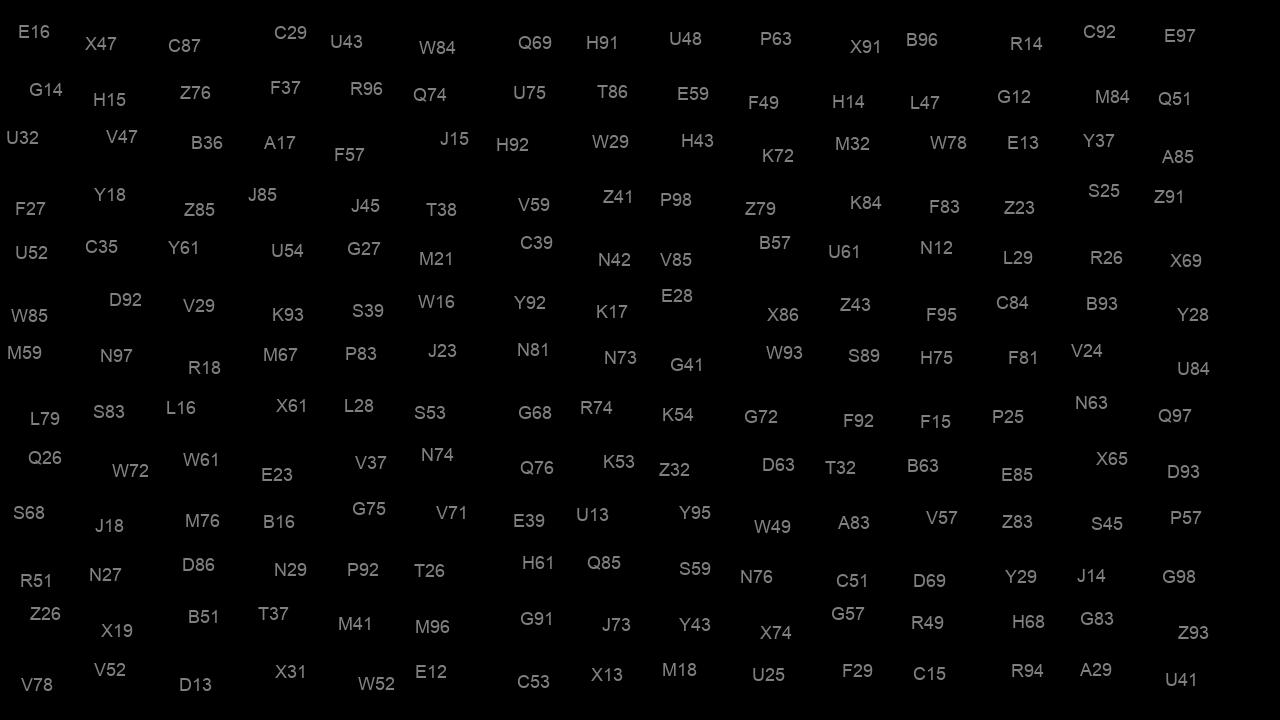 E16 X47 C87 C29 U43 W84 Q69 H91 U48 P63 X91 B96 R14 C92 E97
G14 H15 Z76 F37 R96 Q74 U75 T86 E59 F49 H14 L47 G12 M84 Q51
U32 V47 B36 A17 F57 J15 H92 W29 H43 K72 M32 W78 E13 Y37 A85
F27 Y18 Z85 J85 J45 T38 V59 Z41 P98 Z79 K84 F83 Z23 S25 Z91
U52 C35 Y61 U54 G27 M21 C39 N42 V85 B57 U61 N12 L29 R26 X69
W85 D92 V29 K93 S39 W16 Y92 K17 E28 X86 Z43 F95 C84 B93 Y28
M59 N97 R18 M67 P83 J23 N81 N73 G41 W93 S89 H75 F81 V24 U84
L79 S83 L16 X61 L28 S53 G68 R74 K54 G72 F92 F15 P25 N63 Q97
Q26 W72 W61 E23 V37 N74 Q76 K53 Z32 D63 T32 B63 E85 X65 D93
S68 J18 M76 B16 G75 V71 E39 U13 Y95 W49 A83 V57 Z83 S45 P57
R51 N27 D86 N29 P92 T26 H61 Q85 S59 N76 C51 D69 Y29 J14 G98
Z26 X19 B51 T37 M41 M96 G91 J73 Y43 X74 G57 R49 H68 G83 Z93
V78 V52 D13 X31 W52 E12 C53 X13 M18 U25 F29 C15 R94 A29 U41